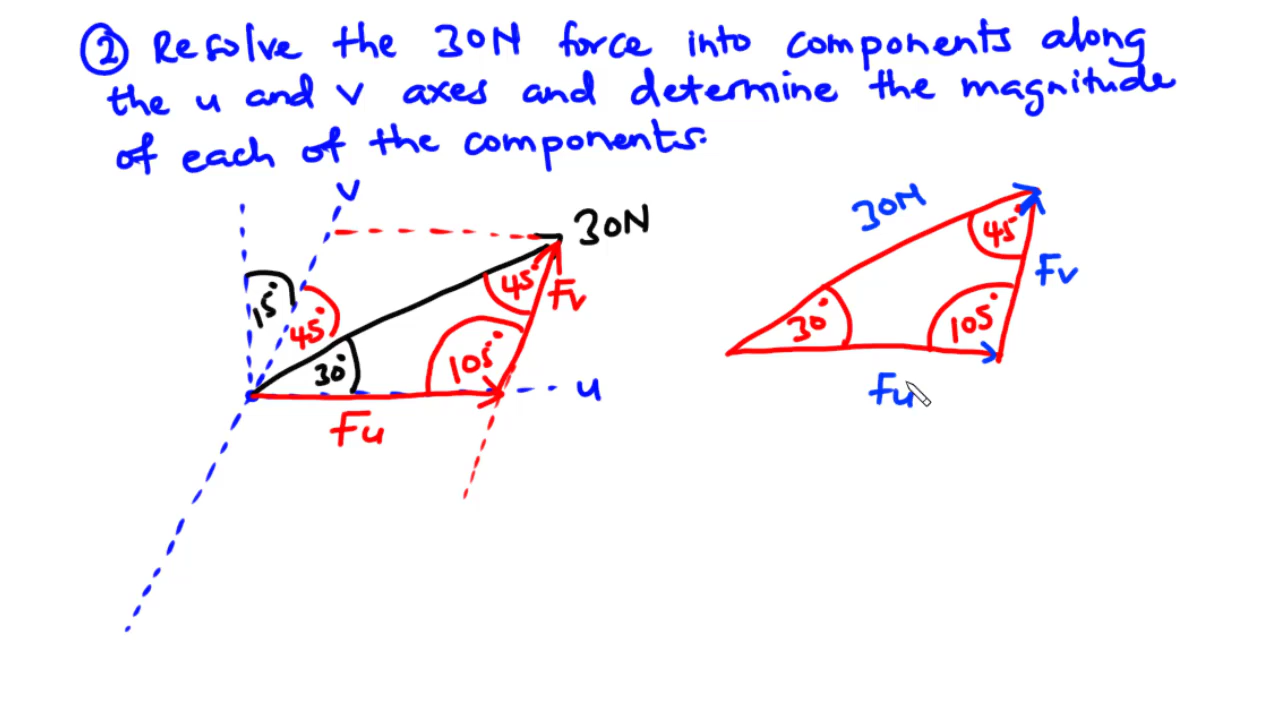 ② Resolve the 30N force into components along
the u and v axes and determine the magnitude
of each of the components.
v
30N
15°
45°
30°
45°
Fv
105°
u
Fu
30N
45°
Fv
30°
105°
Fu